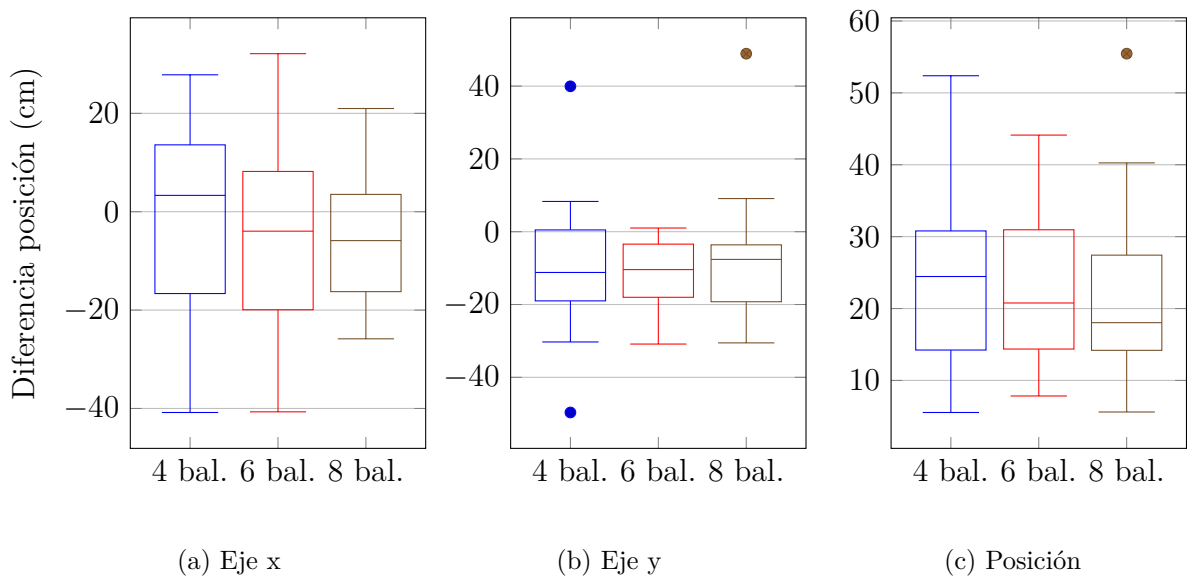 Diferencia posición (cm)
20
0
−20
−40
4 bal. 6 bal. 8 bal.
(a) Eje x
40
20
0
−20
−40
4 bal. 6 bal. 8 bal.
(b) Eje y
60
50
40
30
20
10
4 bal. 6 bal. 8 bal.
(c) Posición